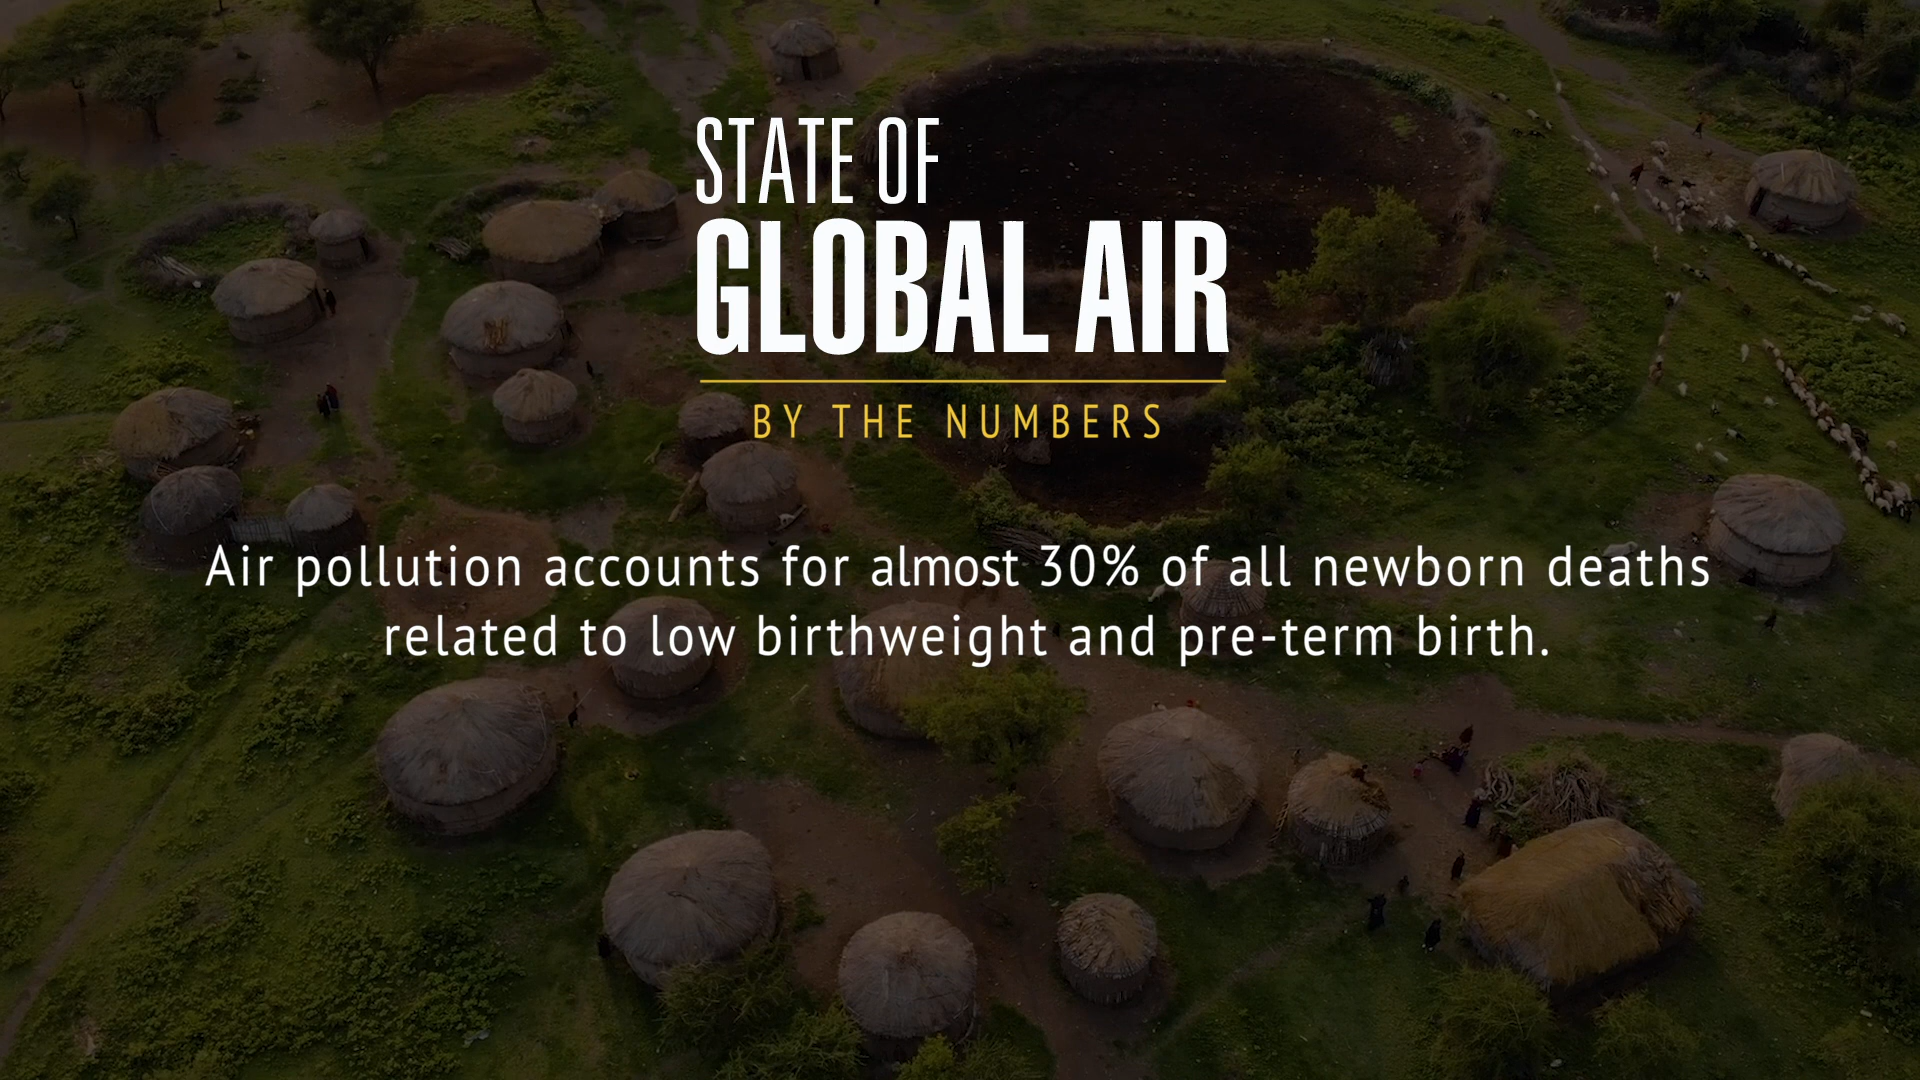 STATE OF
GLOBAL AIR
BY THE NUMBERS
Air pollution accounts for almost 30% of all newborn deaths
related to low birthweight and pre-term birth.